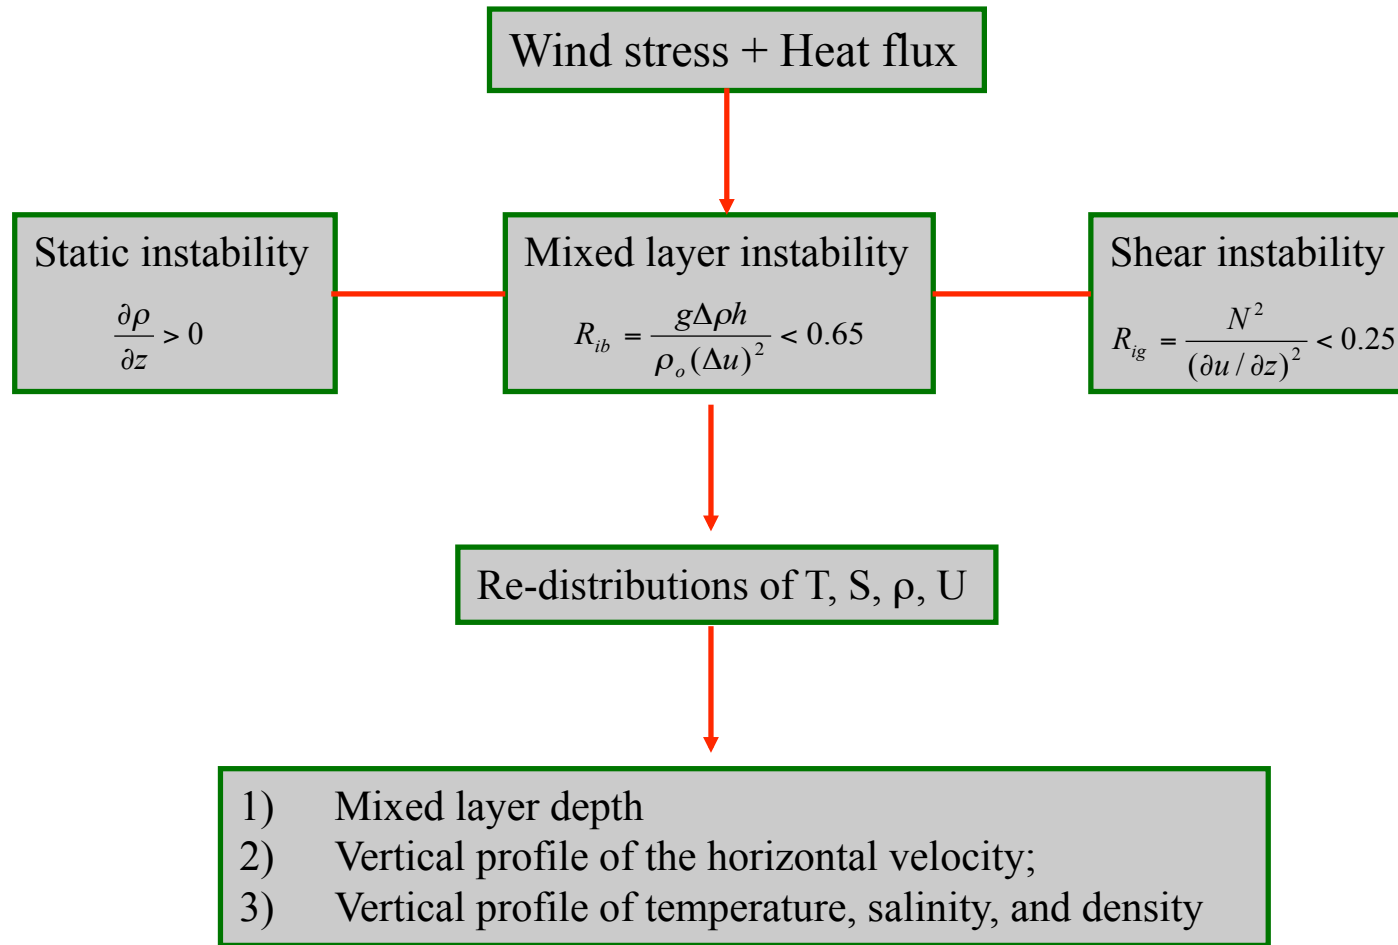 Wind stress + Heat flux
Static instability
∂ρ/∂z > 0
Mixed layer instability
R_ib = gΔρh/ρ_o(Δu)^2 < 0.65
Shear instability
R_ig = N^2/(∂u/∂z)^2 < 0.25
Re-distributions of T, S, ρ, U
1) Mixed layer depth
2) Vertical profile of the horizontal velocity;
3) Vertical profile of temperature, salinity, and density